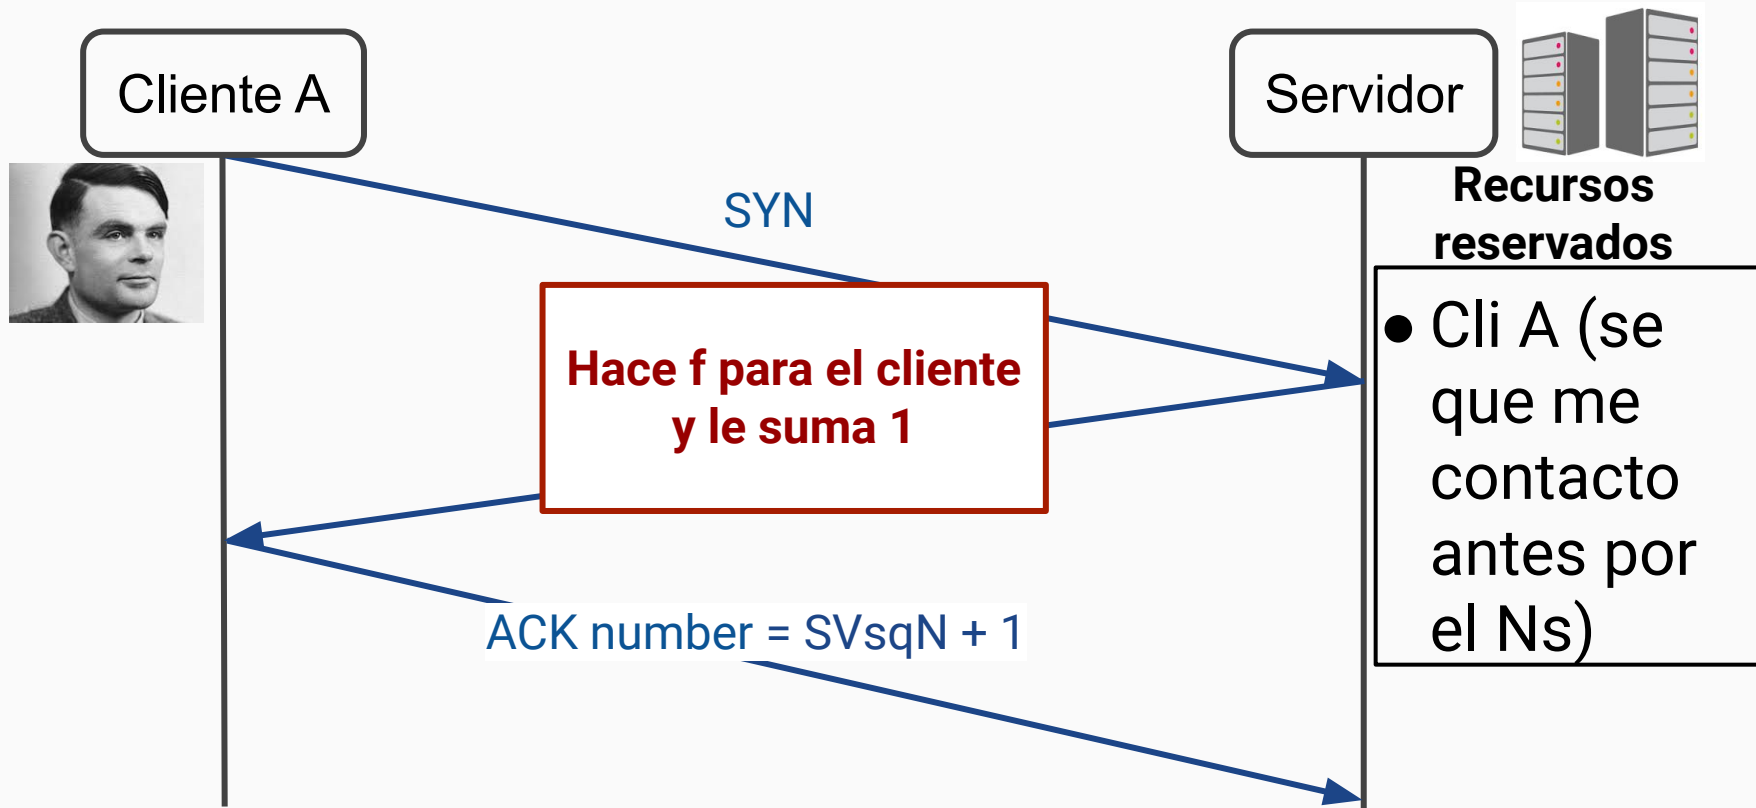 Cliente A
Servidor
SYN
Recursos
reservados
Hace f para el cliente
y le suma 1
● Cli A (se
que me
contacto
antes por
el Ns)
ACK number = SVsqN + 1